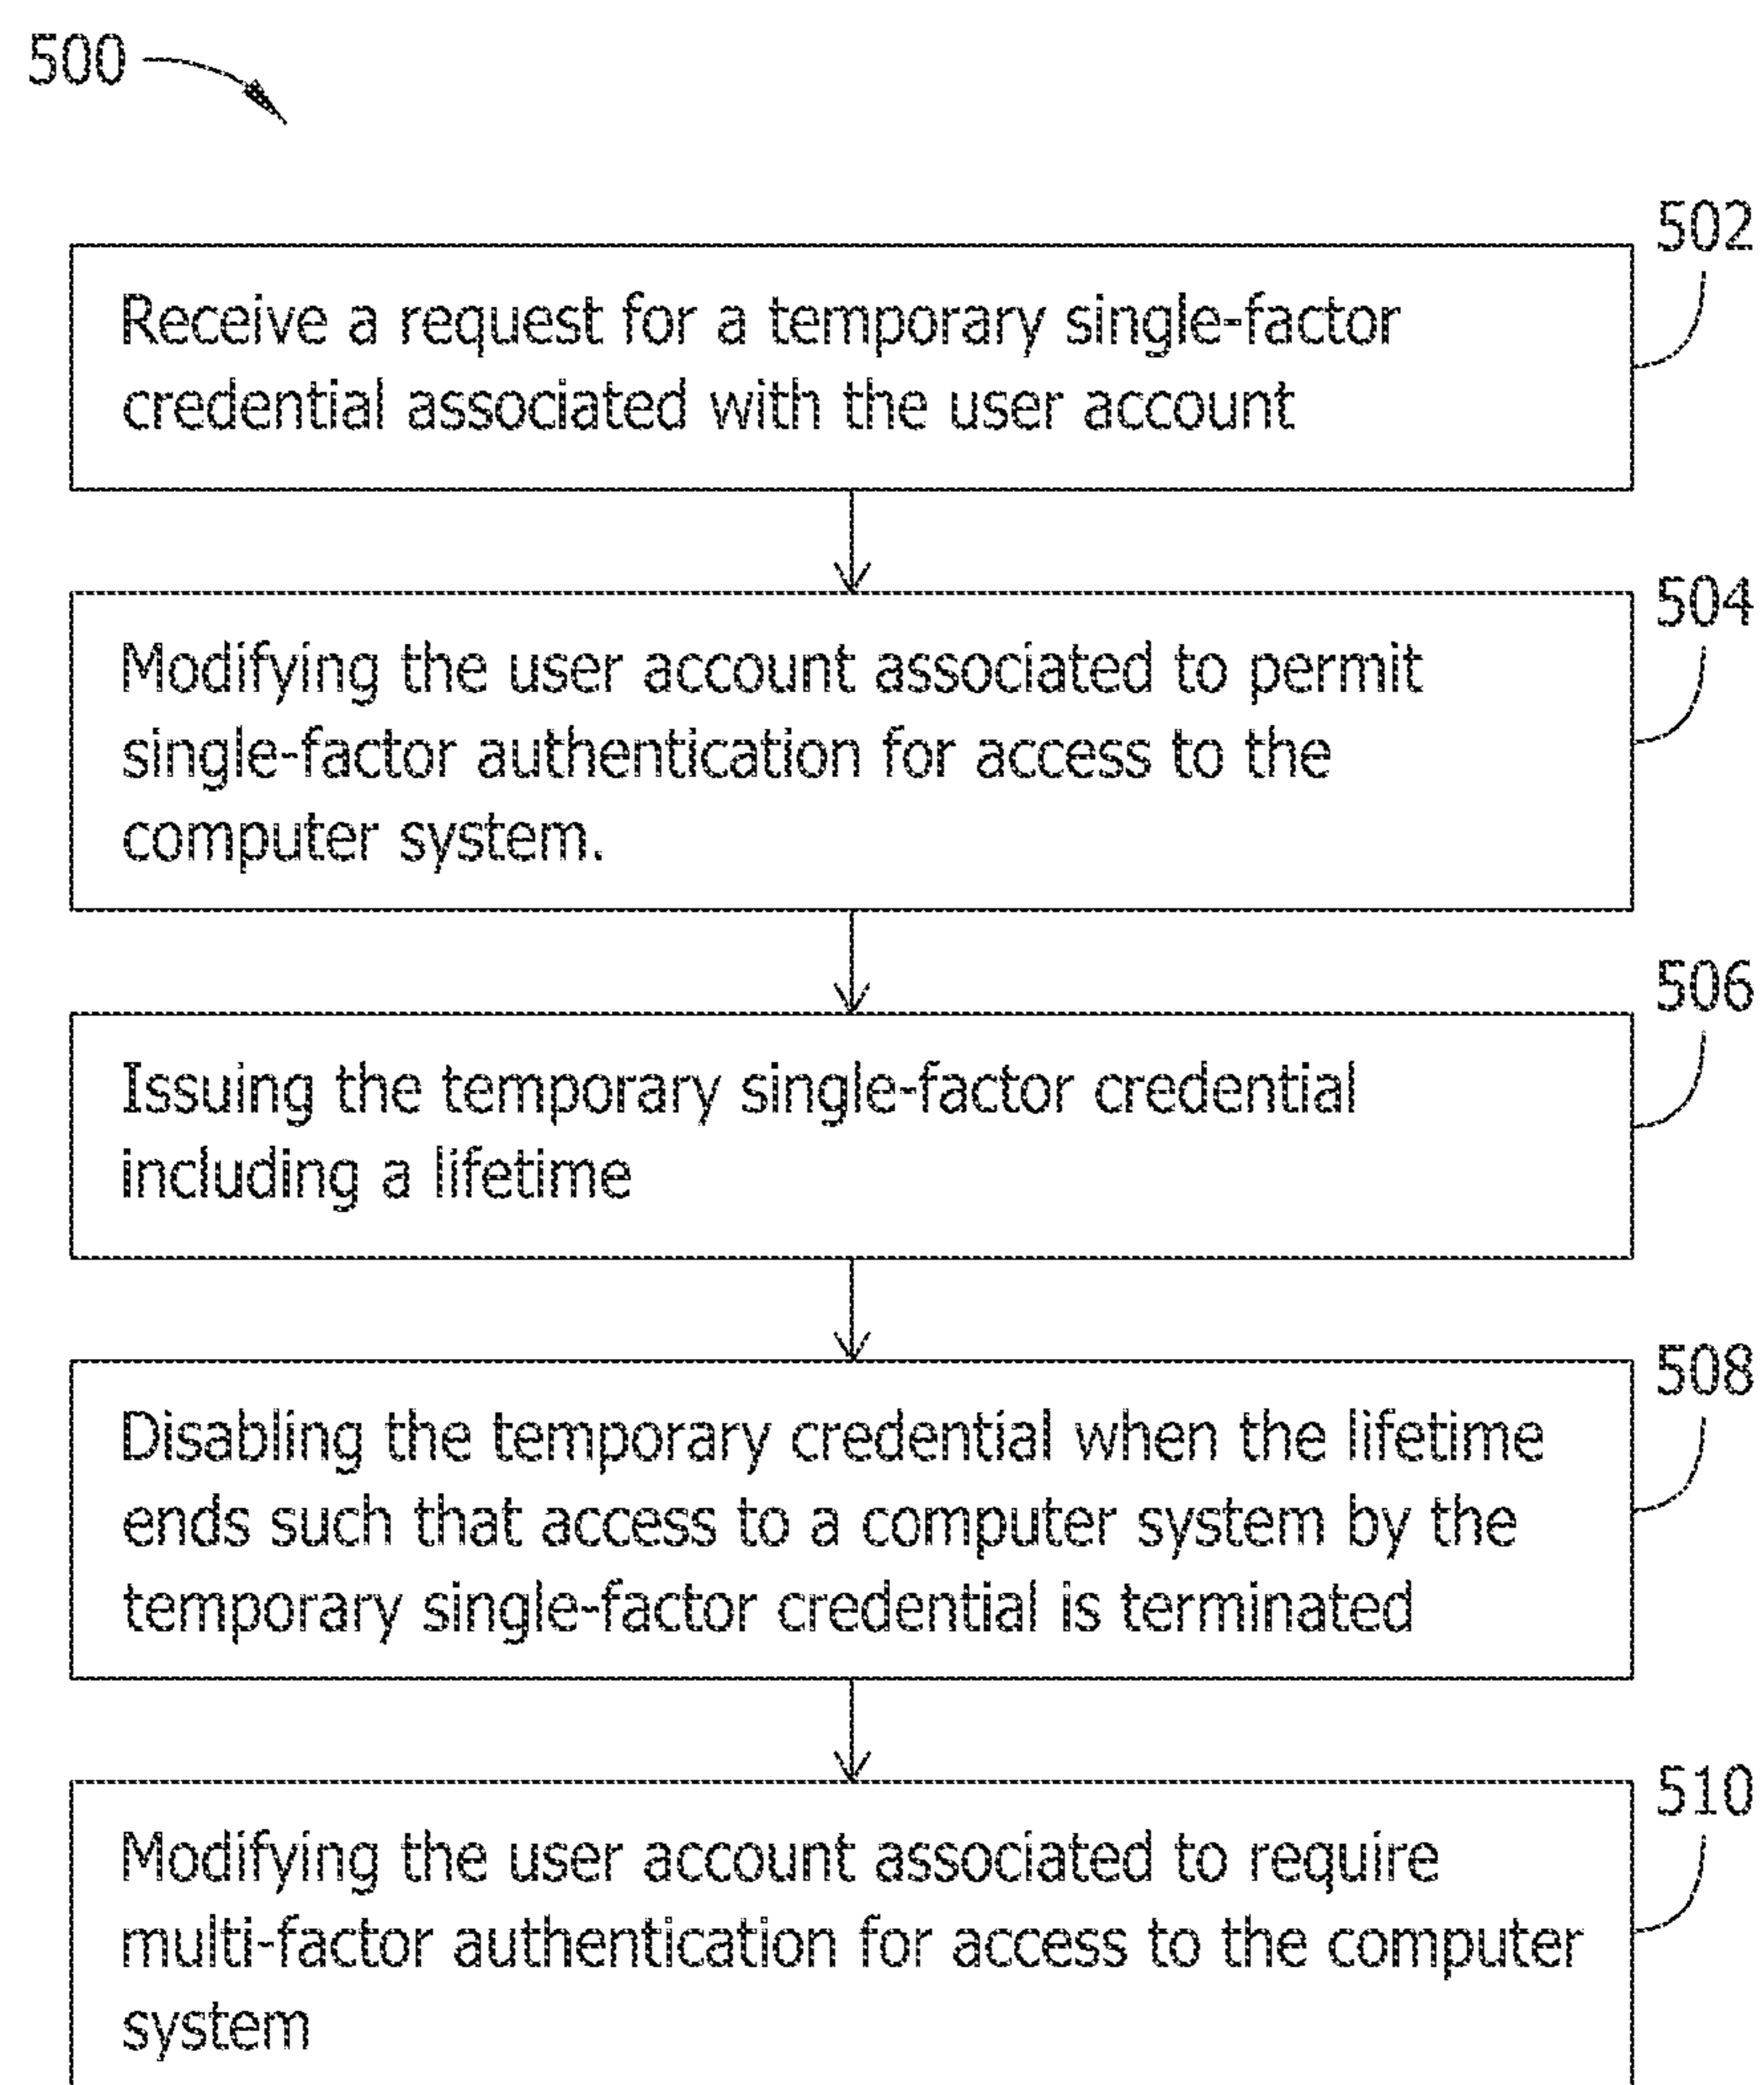 500
502
Receive a request for a temporary single-factor
credential associated with the user account
504
Modifying the user account associated to permit
single-factor authentication for access to the
computer system.
506
Issuing the temporary single-factor credential
including a lifetime
508
Disabling the temporary credential when the lifetime
ends such that access to a computer system by the
temporary single-factor credential is terminated
510
Modifying the user account associated to require
multi-factor authentication for access to the computer
system